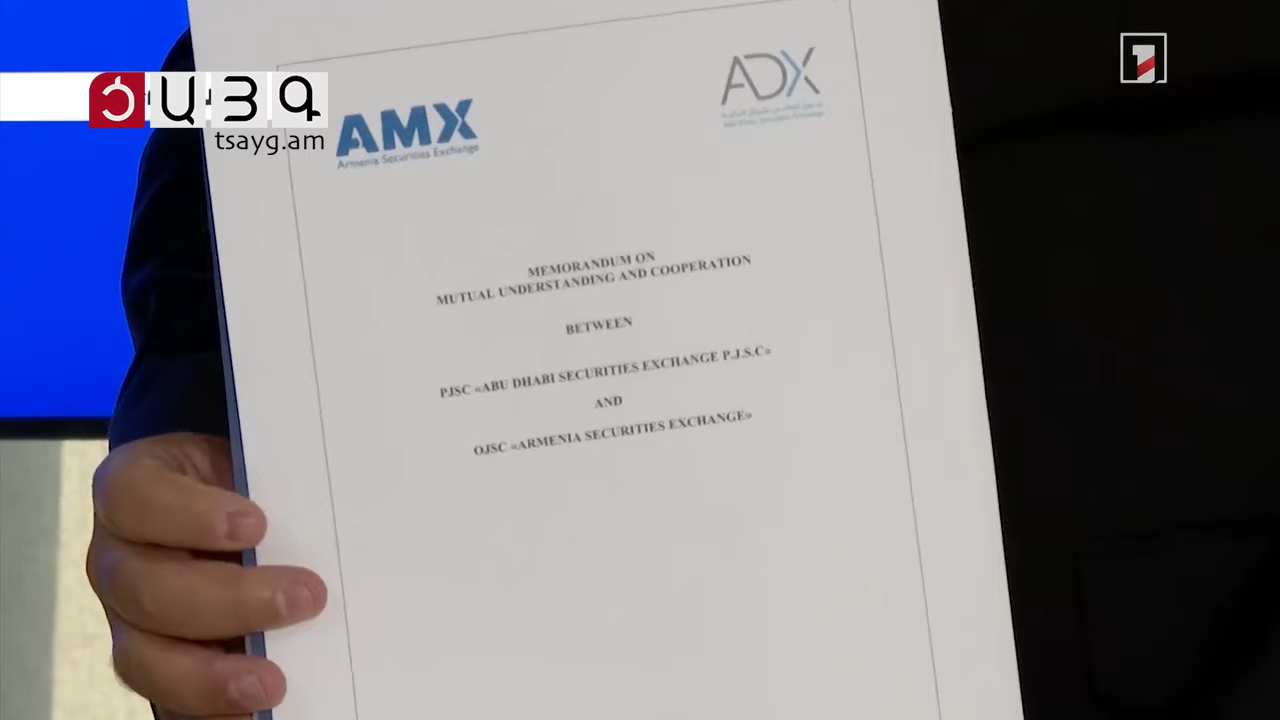 ԾԱՅԳ
tsayg.am
1
AMX
Armenia Securities Exchange
ADX
MEMORANDUM ON
MUTUAL UNDERSTANDING AND COOPERATION
BETWEEN
PJSC «ABU DHABI SECURITIES EXCHANGE P.J.S.C»
AND
OJSC «ARMENIA SECURITIES EXCHANGE»